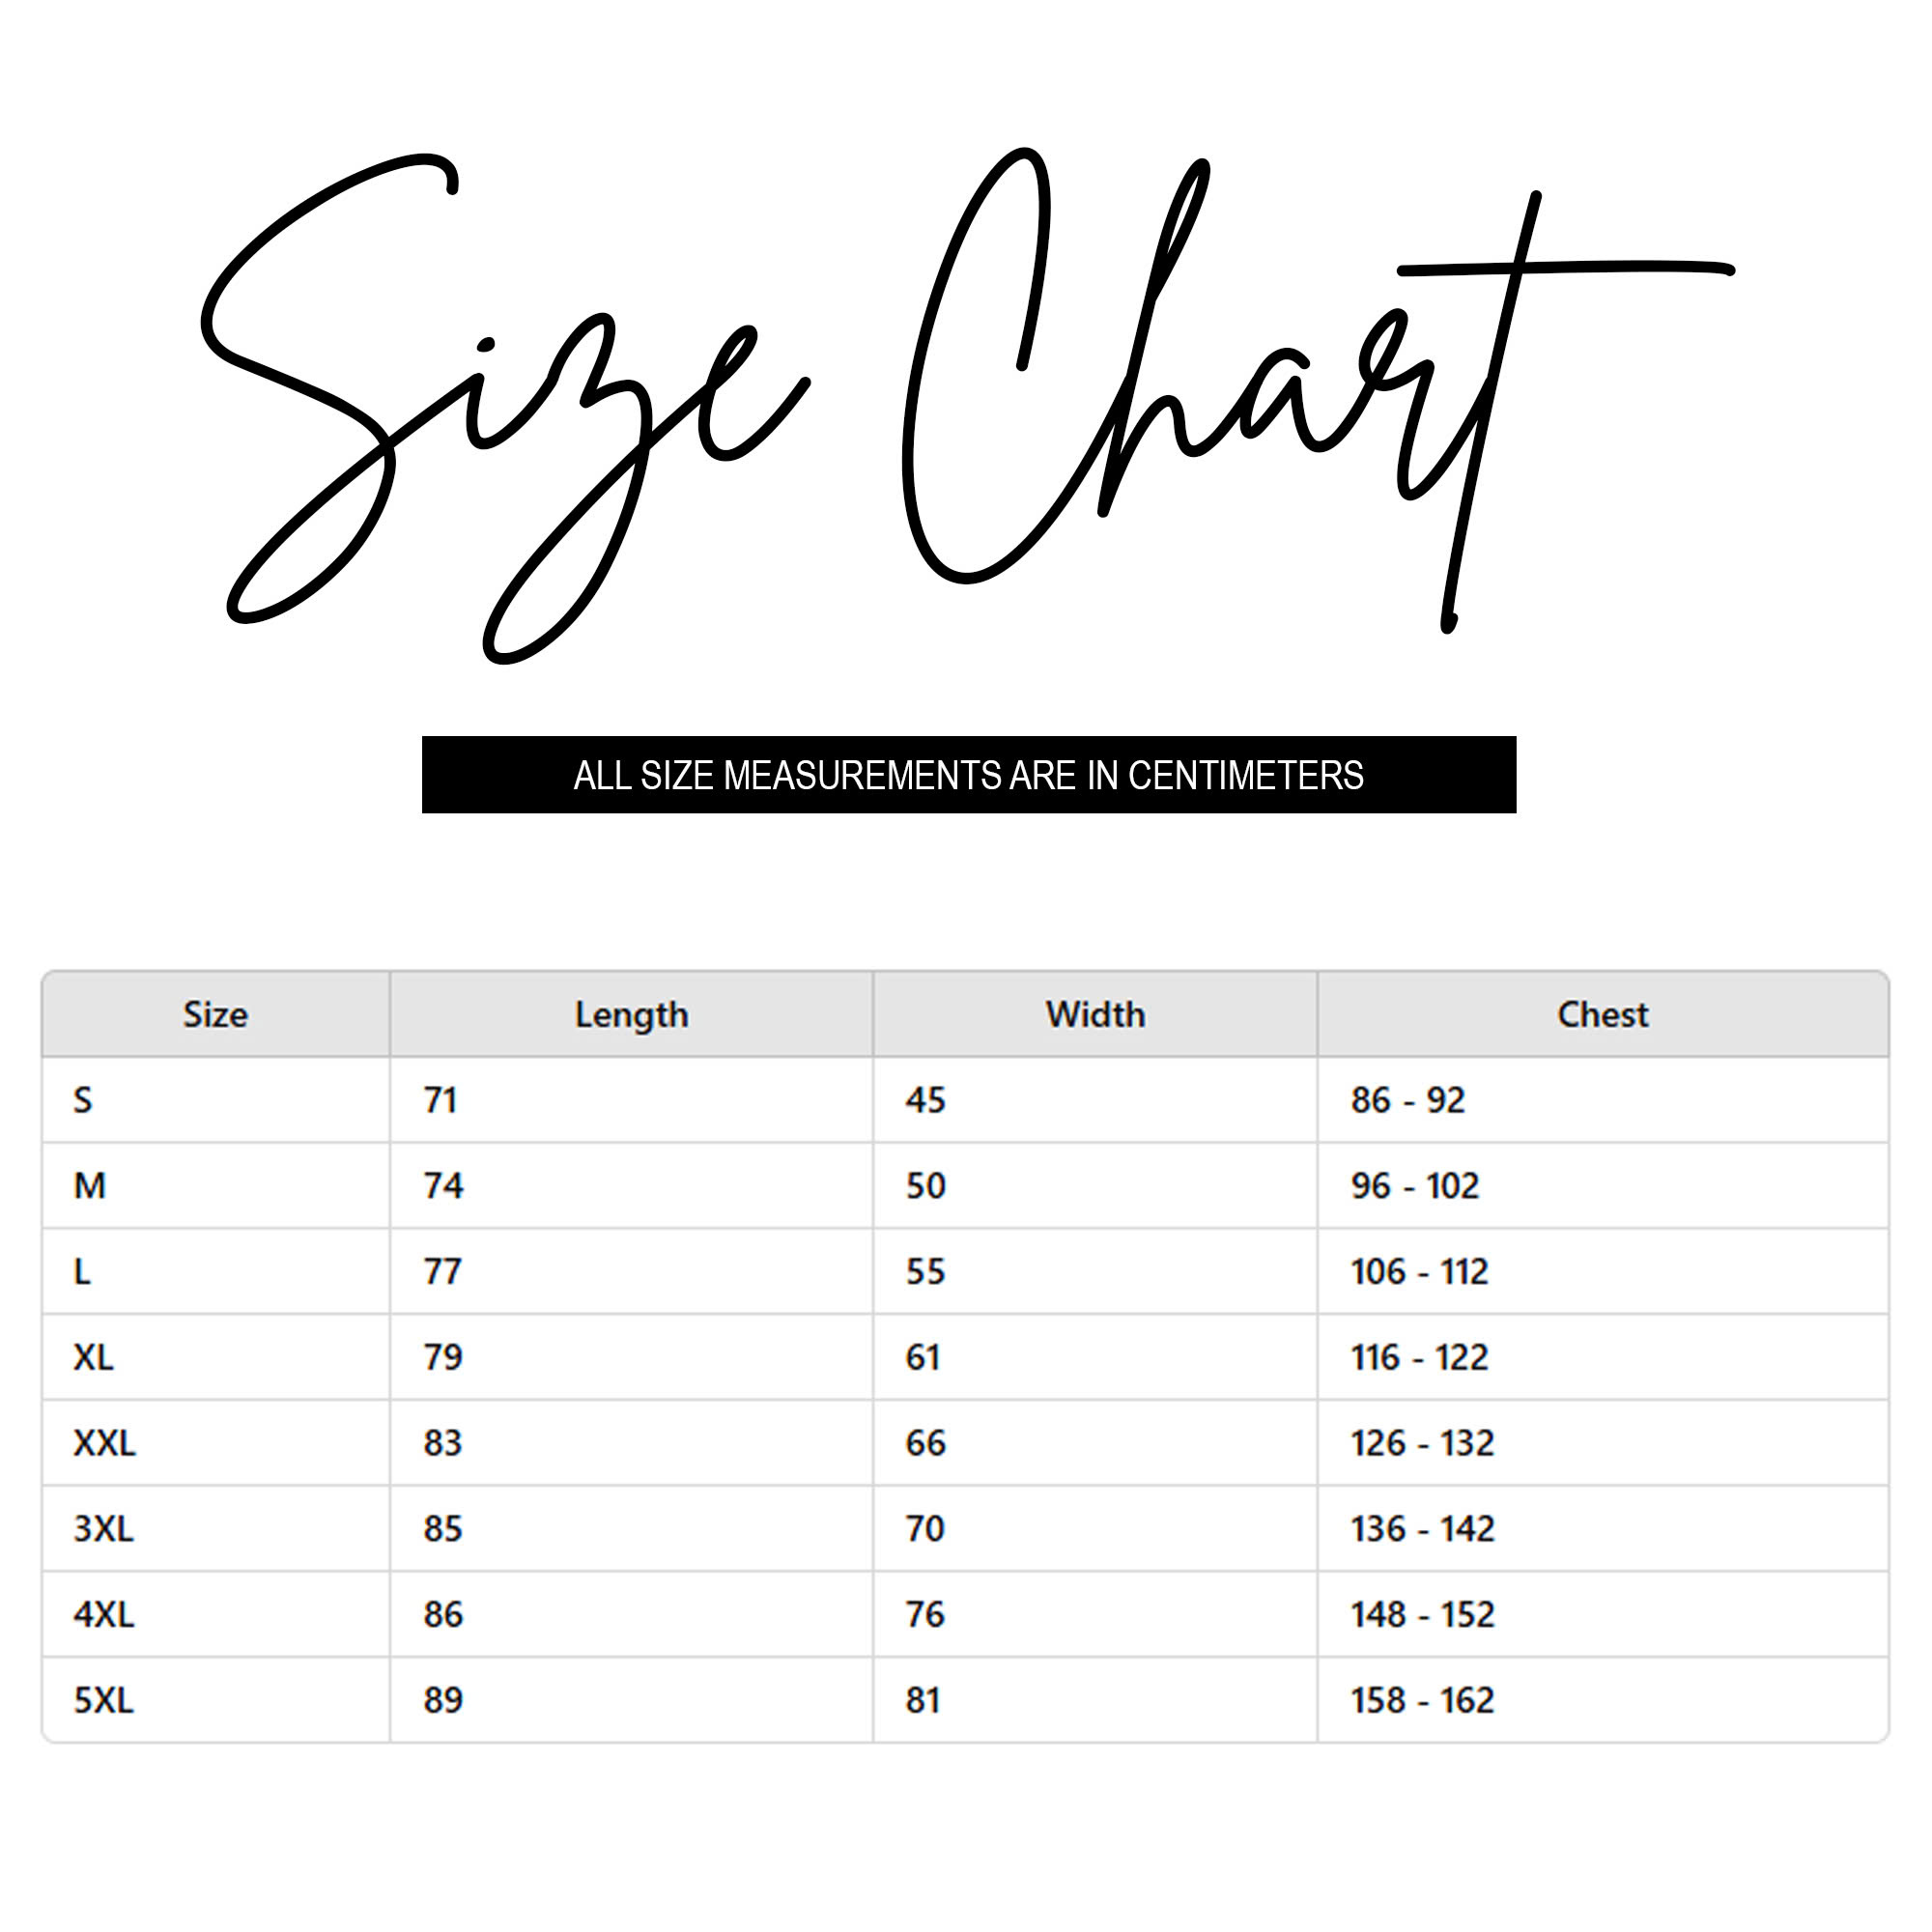 Size Chart
ALL SIZE MEASUREMENTS ARE IN CENTIMETERS
Size Length Width Chest
S 71 45 86 - 92
M 74 50 96 - 102
L 77 55 106 - 112
XL 79 61 116 - 122
XXL 83 66 126 - 132
3XL 85 70 136 - 142
4XL 86 76 148 - 152
5XL 89 81 158 - 162